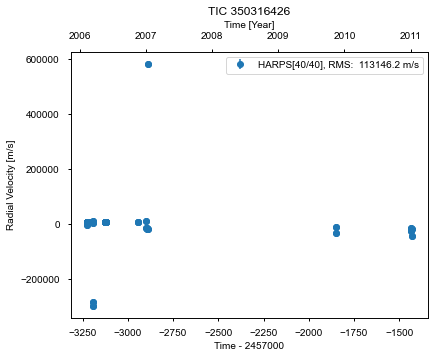 TIC 350316426
Time [Year]
2006 2007 2008 2009 2010 2011
HARPS[40/40], RMS: 113146.2 m/s
Radial Velocity [m/s]
600000
400000
200000
0
−200000
−3250 −3000 −2750 −2500 −2250 −2000 −1750 −1500
Time - 2457000